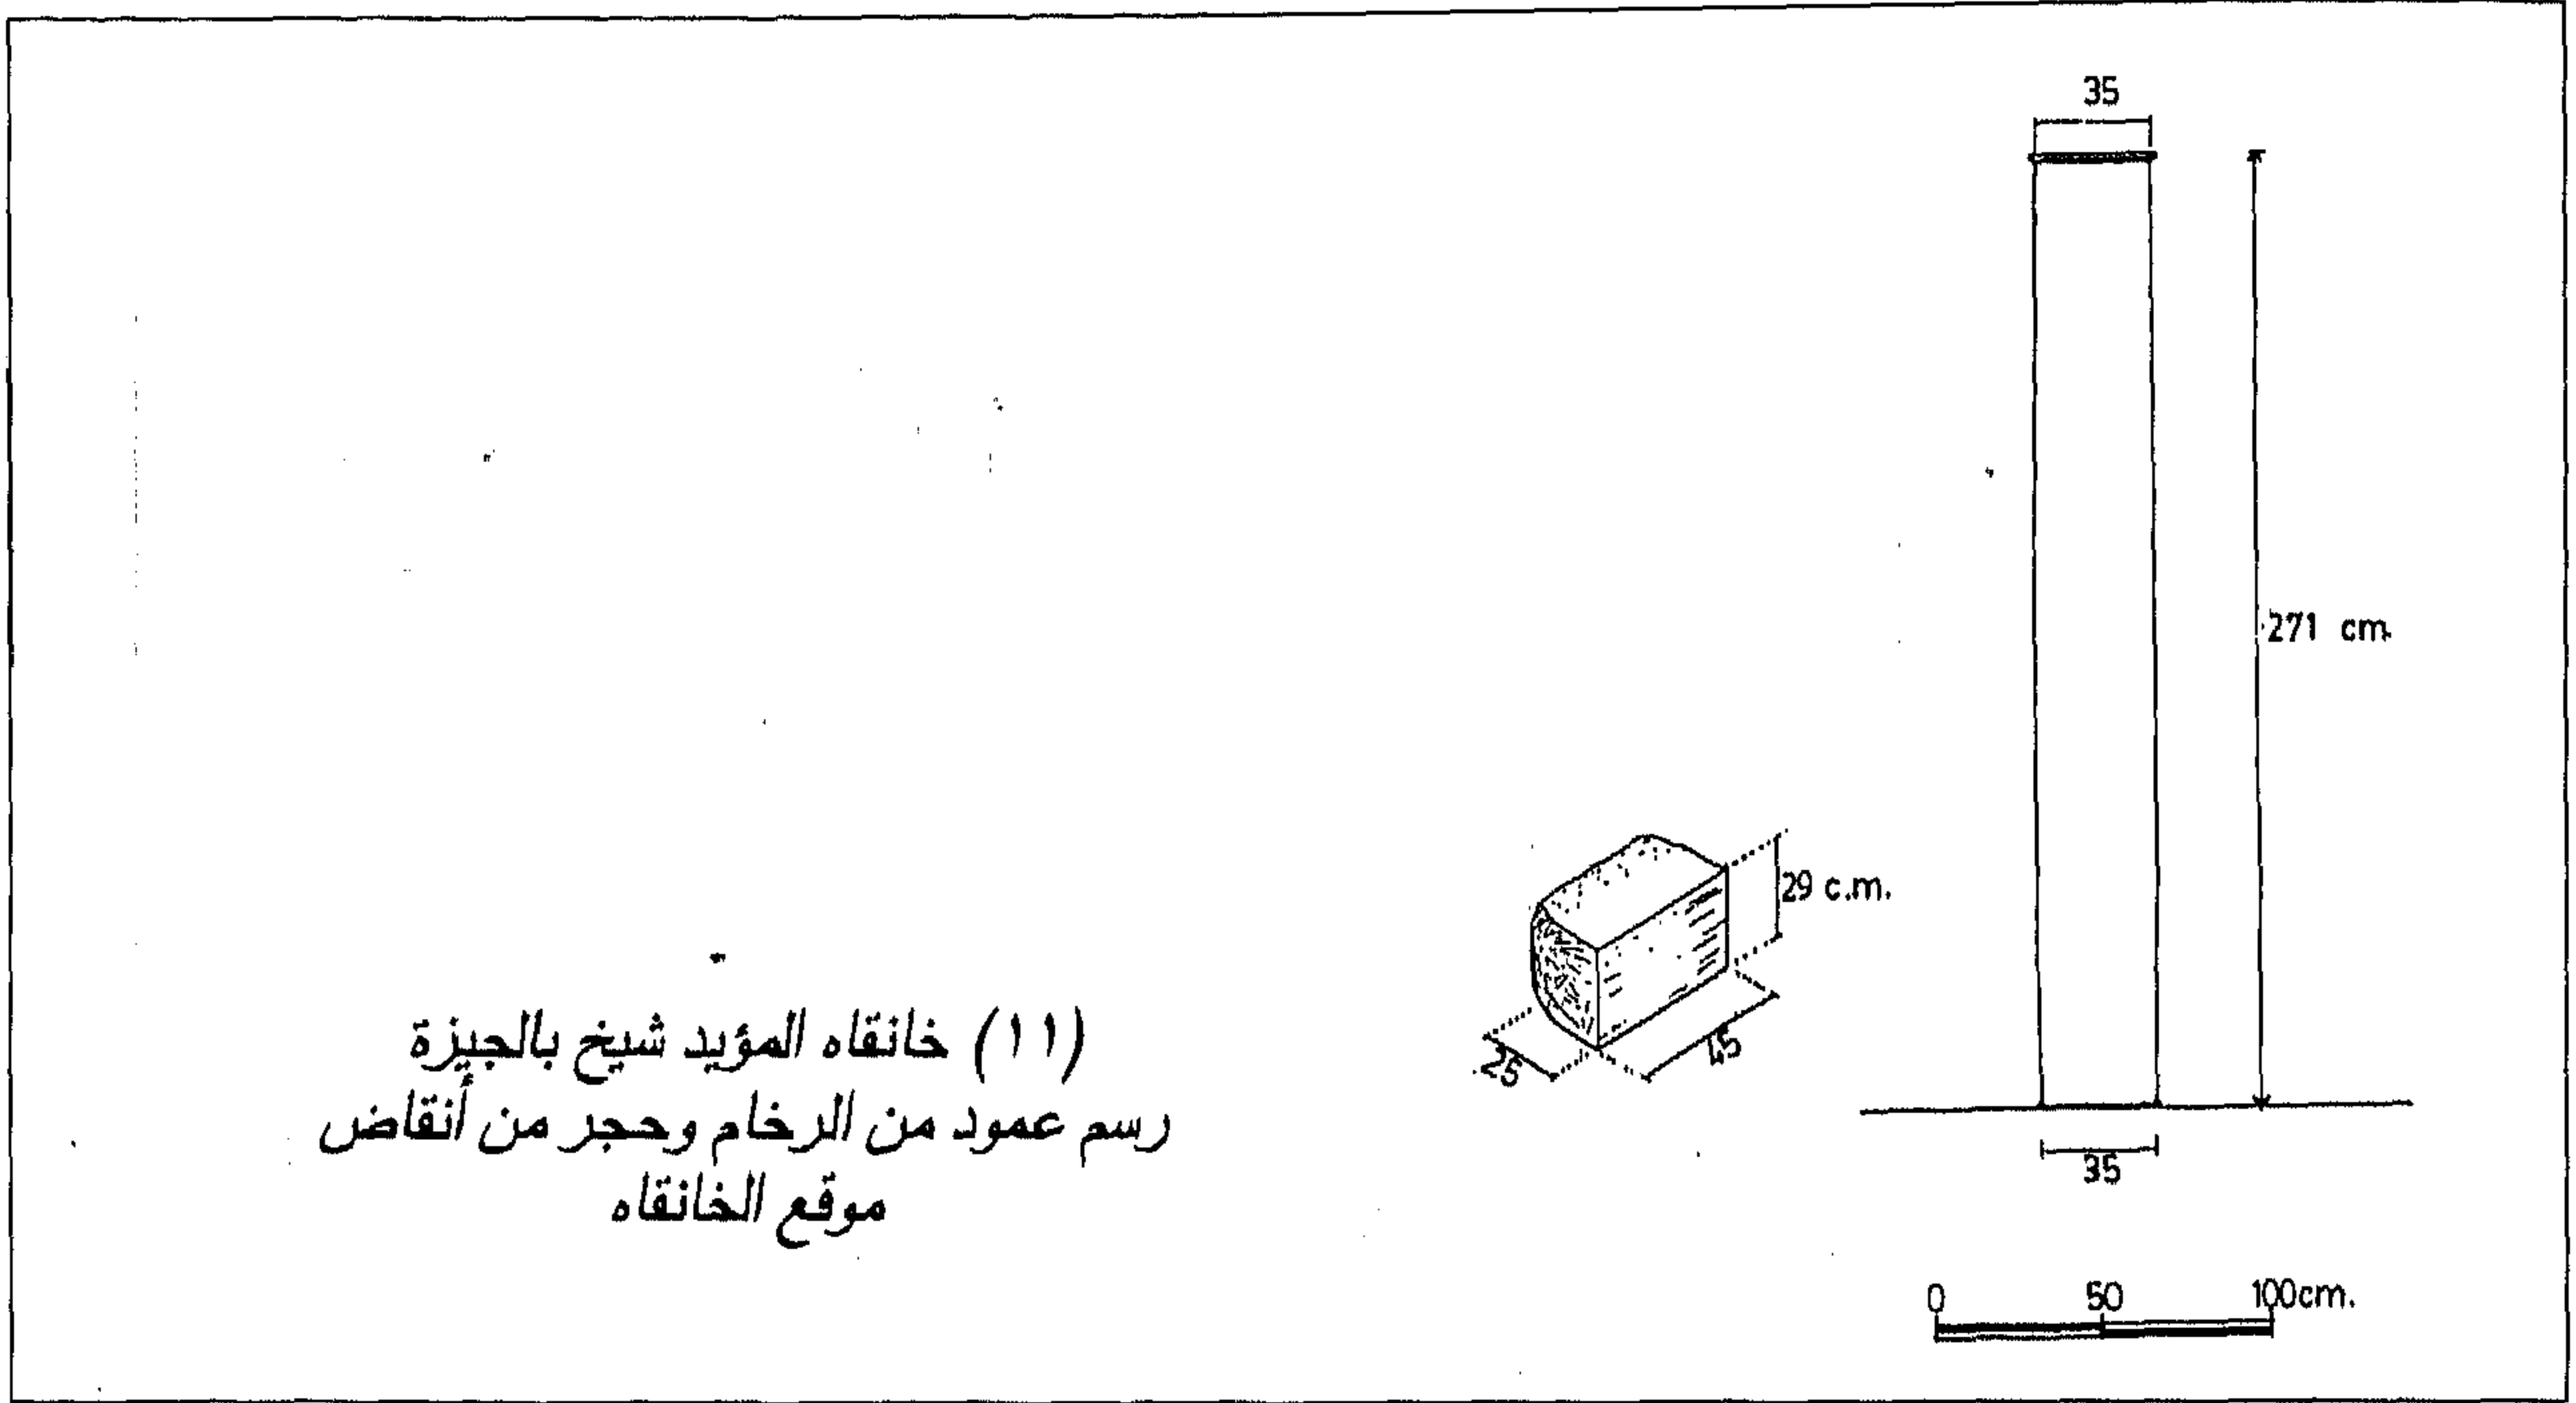 35
271 cm.
29 c.m.
25
45
35
(١١) خانقاه المؤيد شيخ بالجيزة
رسم عمود من الرخام وحجر من أنقاض
موقع الخانقاه
0 50 100cm.